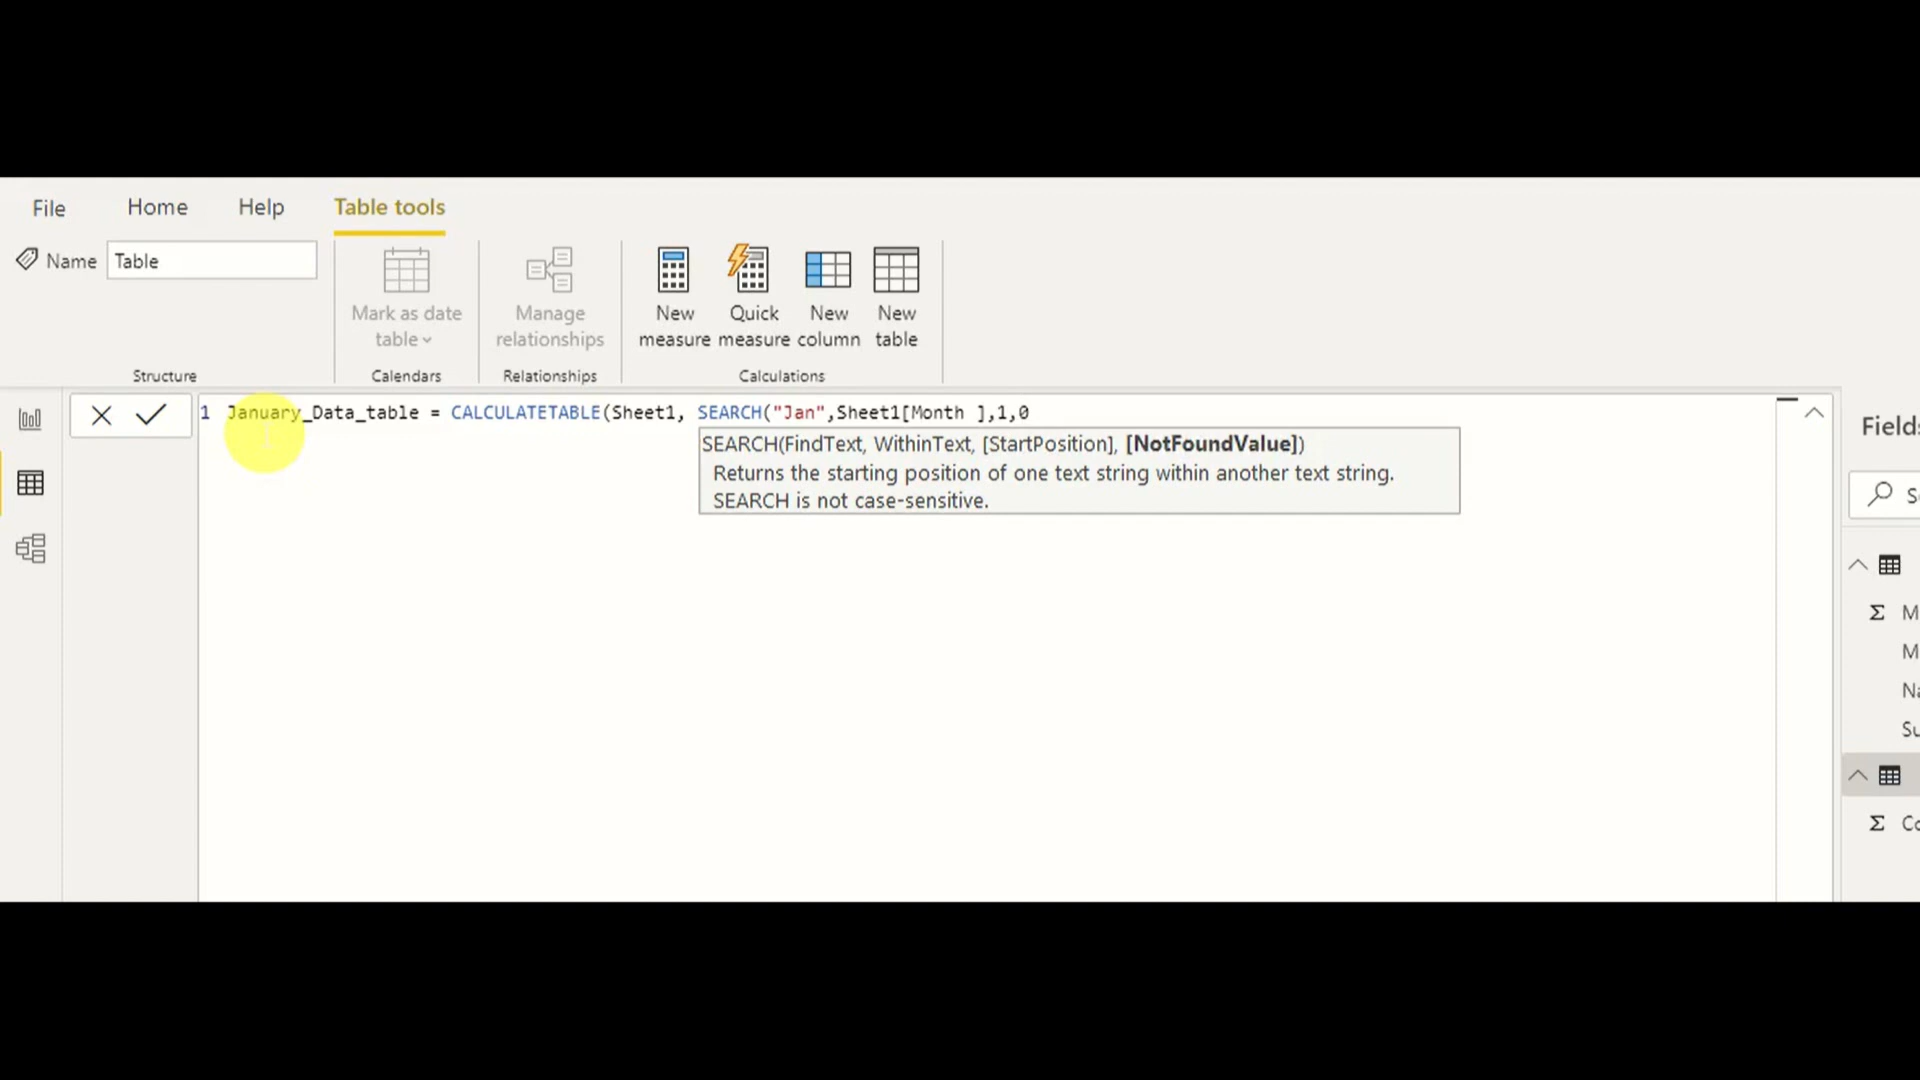 File Home Help Table tools
Name Table
Mark as date table
Manage relationships
New measure
Quick measure
New column
New table
Structure Calendars Relationships Calculations
1 January_Data_table = CALCULATETABLE(Sheet1, SEARCH("Jan",Sheet1[Month ],1,0
SEARCH(FindText, WithinText, [StartPosition], [NotFoundValue])
Returns the starting position of one text string within another text string.
SEARCH is not case-sensitive.
Fields
Σ
Σ